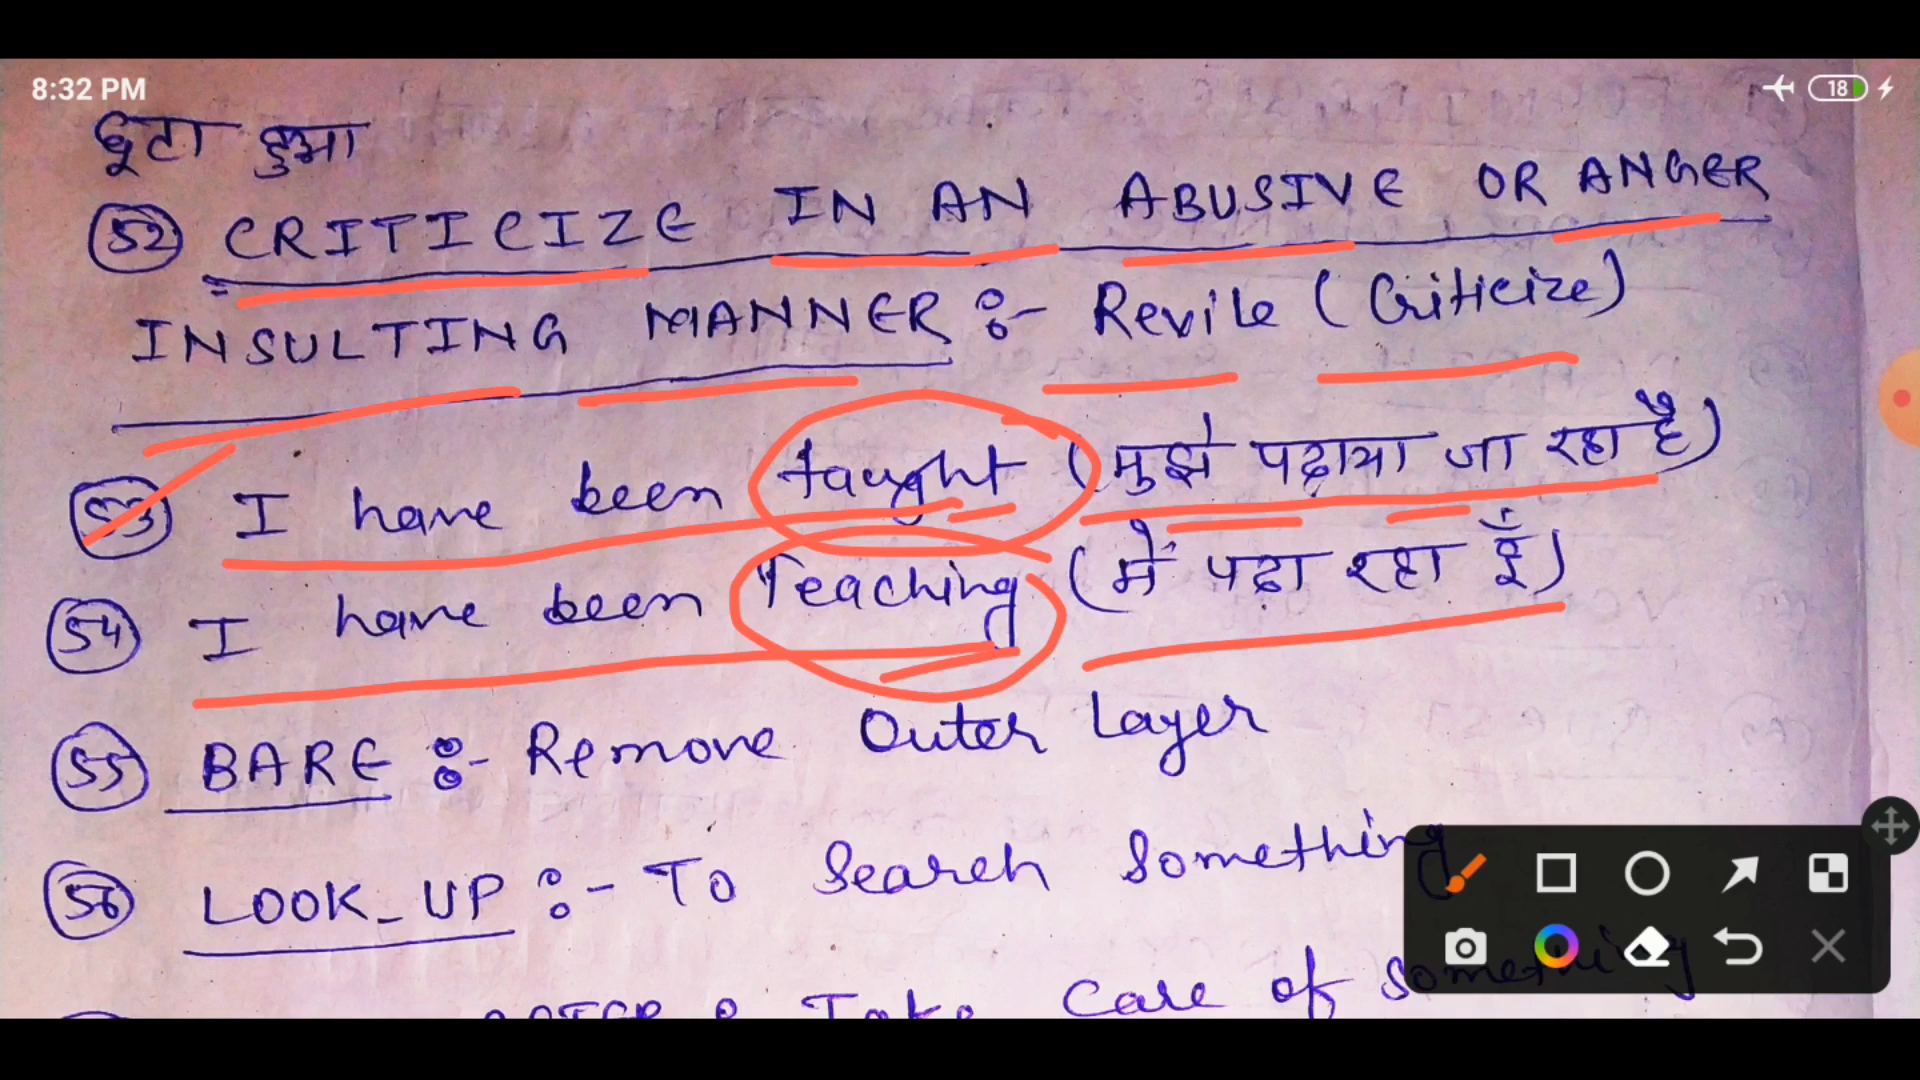 8:32 PM
18
छूटा हुआ
52 CRITICIZE IN AN ABUSIVE OR ANGER
INSULTING MANNER :- Revile (Criticize)
53 I have been taught (मुझे पढ़ाया जा रहा है)
54 I have been Teaching (में पढ़ा रहा हूँ)
55 BARE :- Remove Outer Layer
56 LOOK_UP :- To Search Something
Take Care of Something